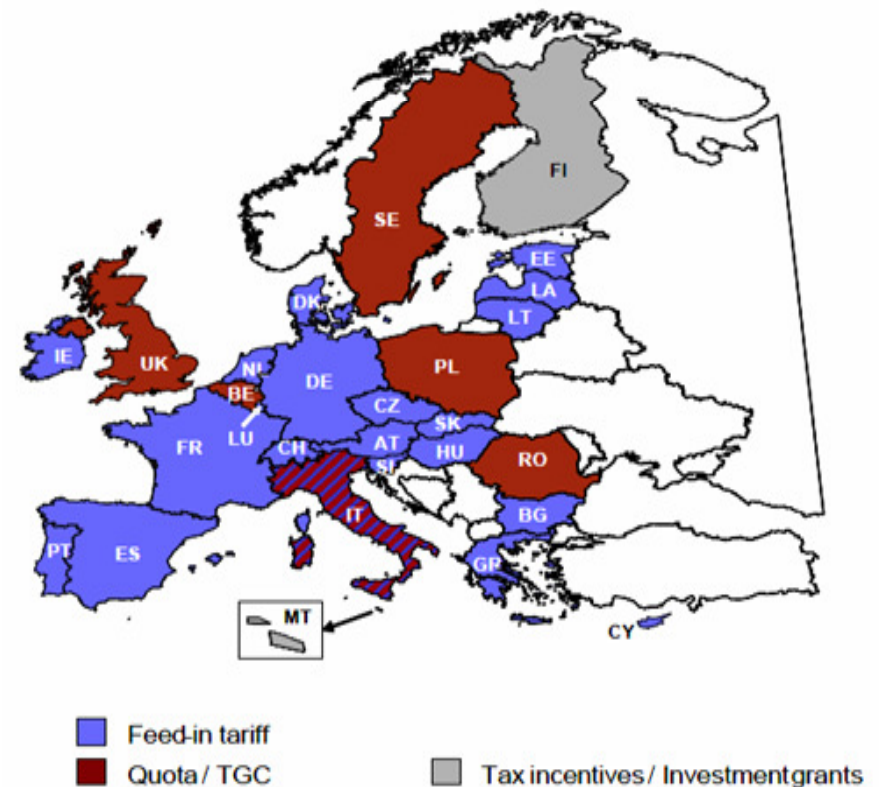 FI
SE
EE
LA
LT
DK
IE
UK
NL
BE
DE
PL
CZ
LU
SK
FR
CH
AT
HU
SI
RO
IT
BG
PT
ES
GR
MT
CY
Feed-in tariff
Quota / TGC
Tax incentives / Investmentgrants